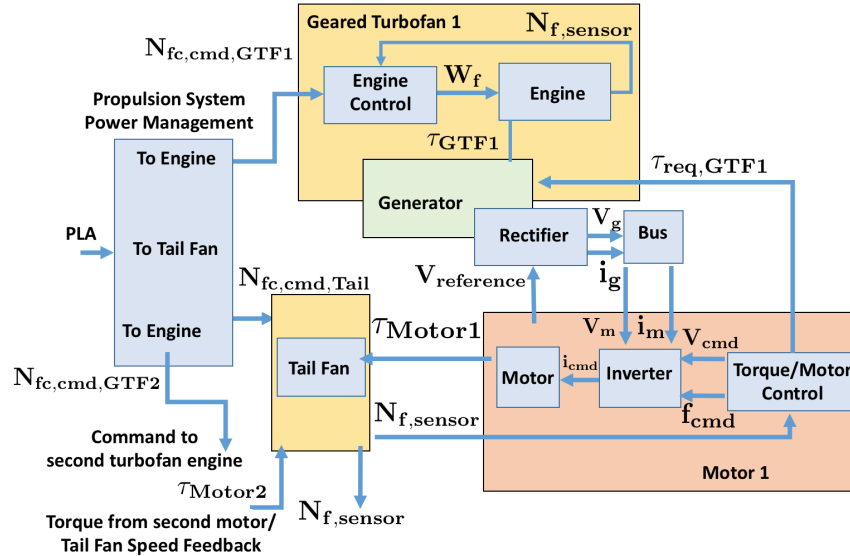 Geared Turbofan 1
N_f,sensor
N_fc,cmd,GTF1
Engine
Control
W_f
Engine
Propulsion System
Power Management
To Engine
τ_GTF1
τ_req,GTF1
Generator
PLA
To Tail Fan
Rectifier
V_g
Bus
i_g
N_fc,cmd,Tail
V_reference
To Engine
τ_Motor1
V_m
i_m
V_cmd
Tail Fan
Motor
i_cmd
Inverter
Torque/Motor
Control
N_fc,cmd,GTF2
N_f,sensor
f_cmd
Command to
second turbofan engine
Motor 1
τ_Motor2
N_f,sensor
Torque from second motor/
Tail Fan Speed Feedback